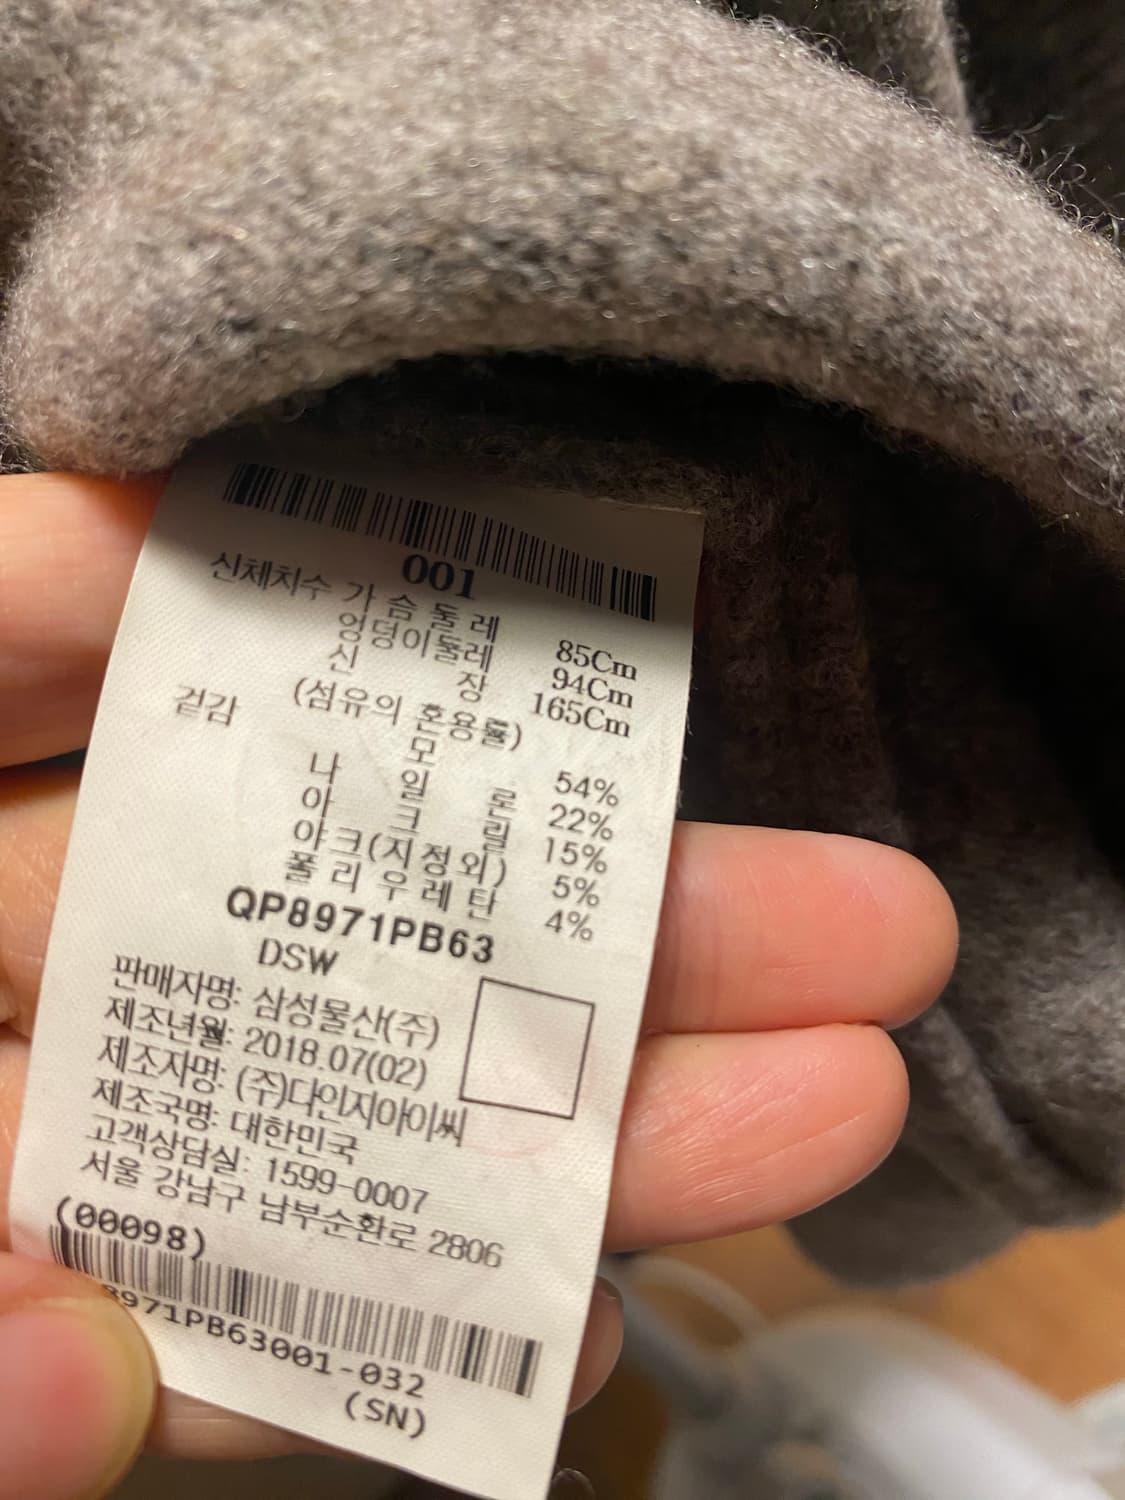 001
신체치수 가슴둘레 85Cm
엉덩이둘레 94Cm
신장 165Cm
(섬유의 혼용률)
겉감 모 54%
나일론 22%
아크릴 15%
야크(지정외) 5%
폴리우레탄 4%
QP8971PB63
DSW
판매자명: 삼성물산(주)
제조년월: 2018.07(02)
제조자명: (주)다인지아이씨
제조국명: 대한민국
고객상담실: 1599-0007
서울 강남구 남부순환로 2806
(00098)
8971PB63001-032
(SN)